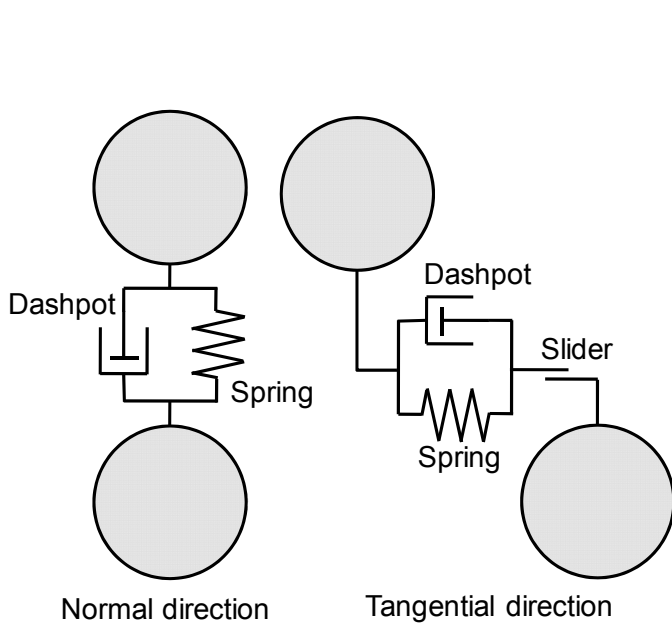 Dashpot
Spring
Normal direction
Dashpot
Slider
Spring
Tangential direction